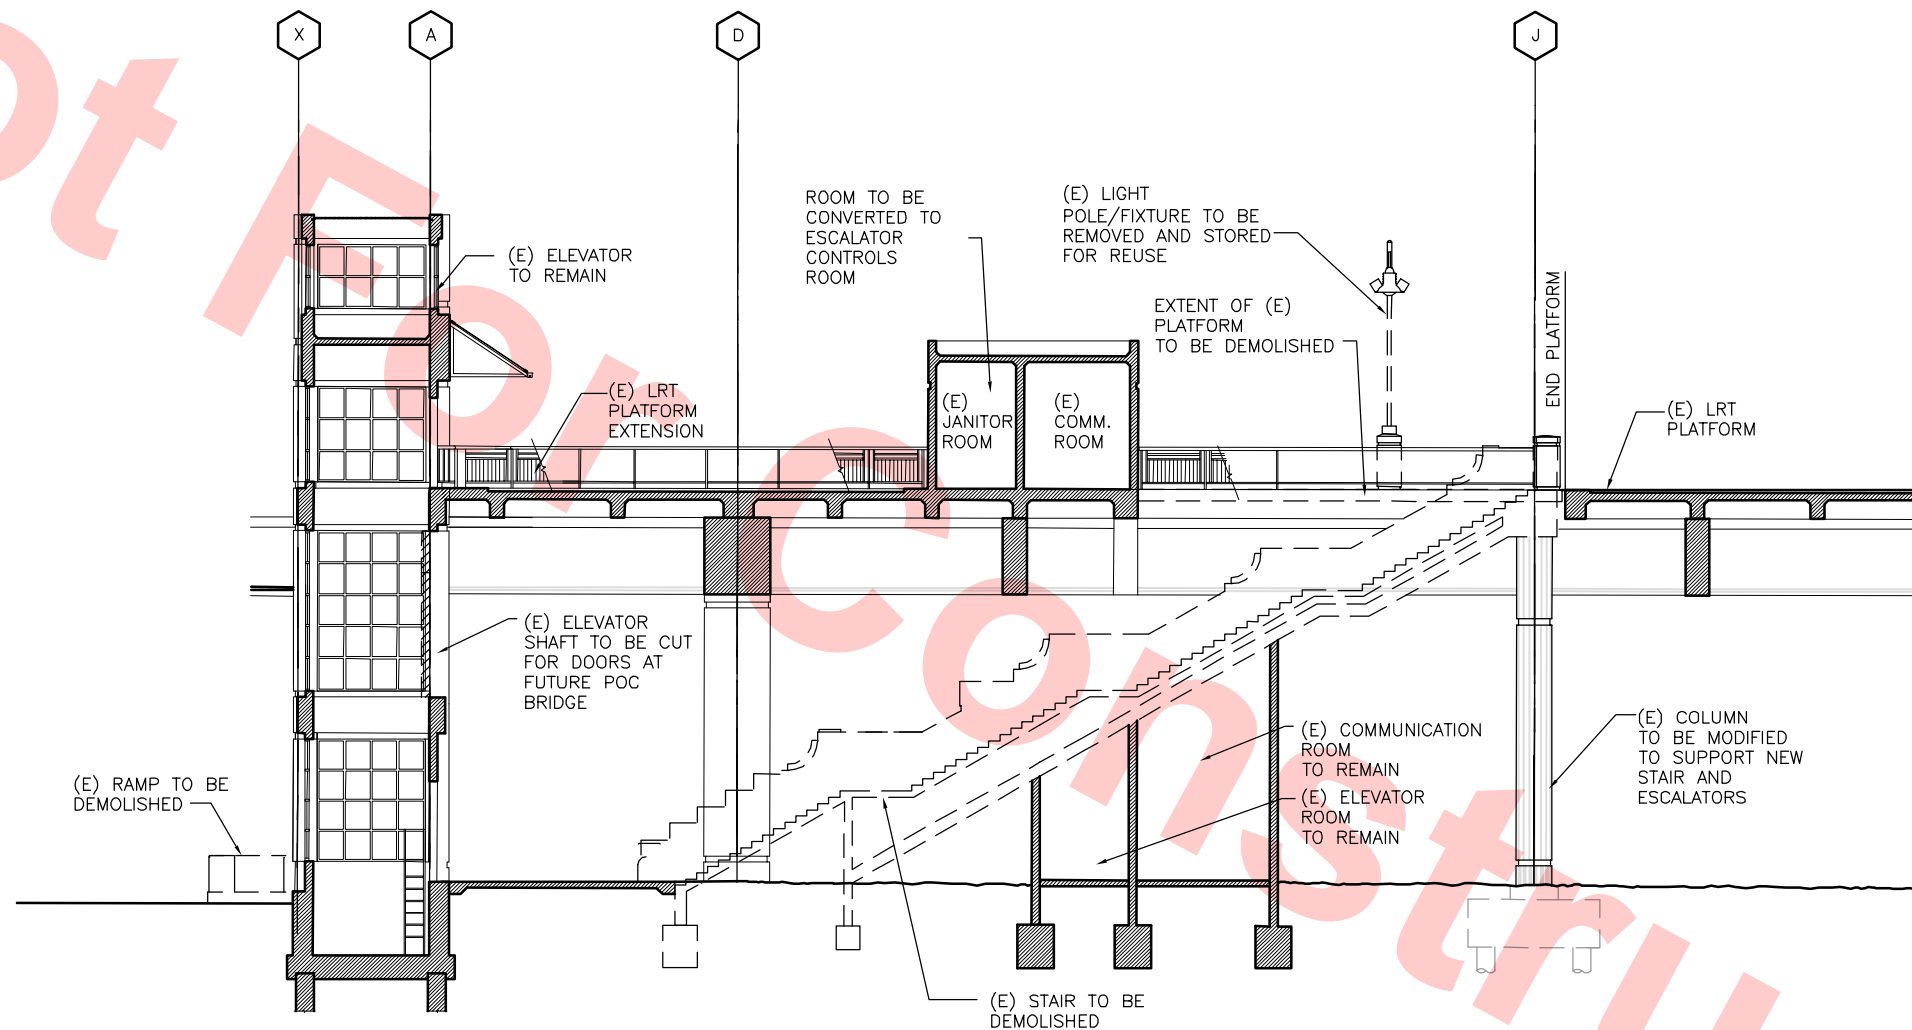 X
A
D
J
ROOM TO BE
CONVERTED TO
ESCALATOR
CONTROLS
ROOM
(E) LIGHT
POLE/FIXTURE TO BE
REMOVED AND STORED
FOR REUSE
(E) ELEVATOR
TO REMAIN
EXTENT OF (E)
PLATFORM
TO BE DEMOLISHED
END PLATFORM
(E) LRT
PLATFORM
EXTENSION
(E)
JANITOR
ROOM
(E)
COMM.
ROOM
(E) LRT
PLATFORM
(E) ELEVATOR
SHAFT TO BE CUT
FOR DOORS AT
FUTURE POC
BRIDGE
(E) COMMUNICATION
ROOM
TO REMAIN
(E) ELEVATOR
ROOM
TO REMAIN
(E) COLUMN
TO BE MODIFIED
TO SUPPORT NEW
STAIR AND
ESCALATORS
(E) RAMP TO BE
DEMOLISHED
(E) STAIR TO BE
DEMOLISHED
ot For Constru